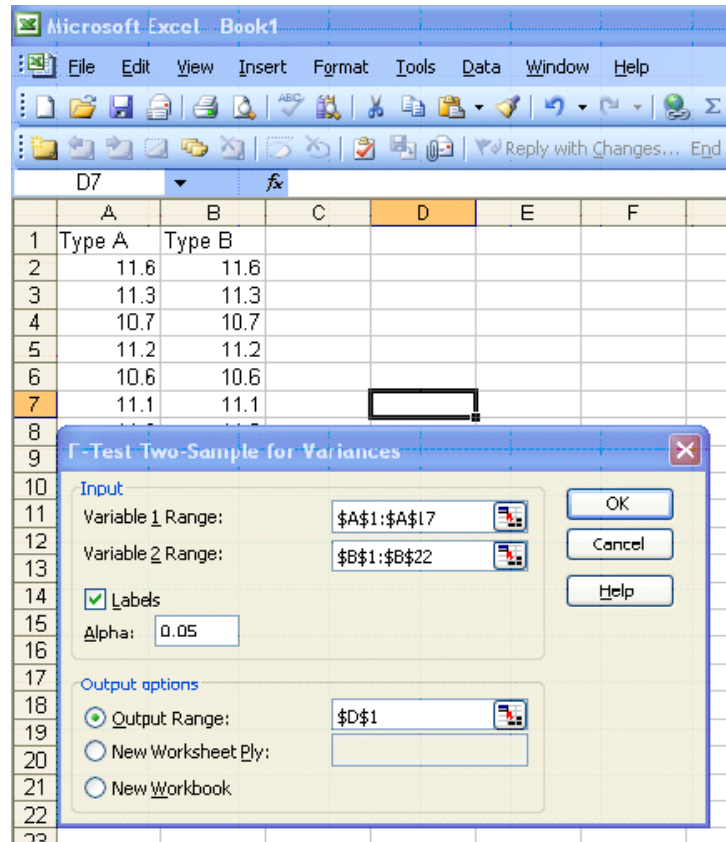 Microsoft Excel Book1
File Edit View Insert Format Tools Data Window Help
ABC Σ
Reply with Changes... End
D7 fx
A B C D E F
1 Type A Type B
2 11.6 11.6
3 11.3 11.3
4 10.7 10.7
5 11.2 11.2
6 10.6 10.6
7 11.1 11.1
8
9
10
11
12
13
14
15
16
17
18
19
20
21
22
23
F-Test Two-Sample for Variances
Input
Variable 1 Range: $A$1:$A$17
Variable 2 Range: $B$1:$B$22
Labels
Alpha: 0.05
OK
Cancel
Help
Output options
Output Range: $D$1
New Worksheet Ply:
New Workbook